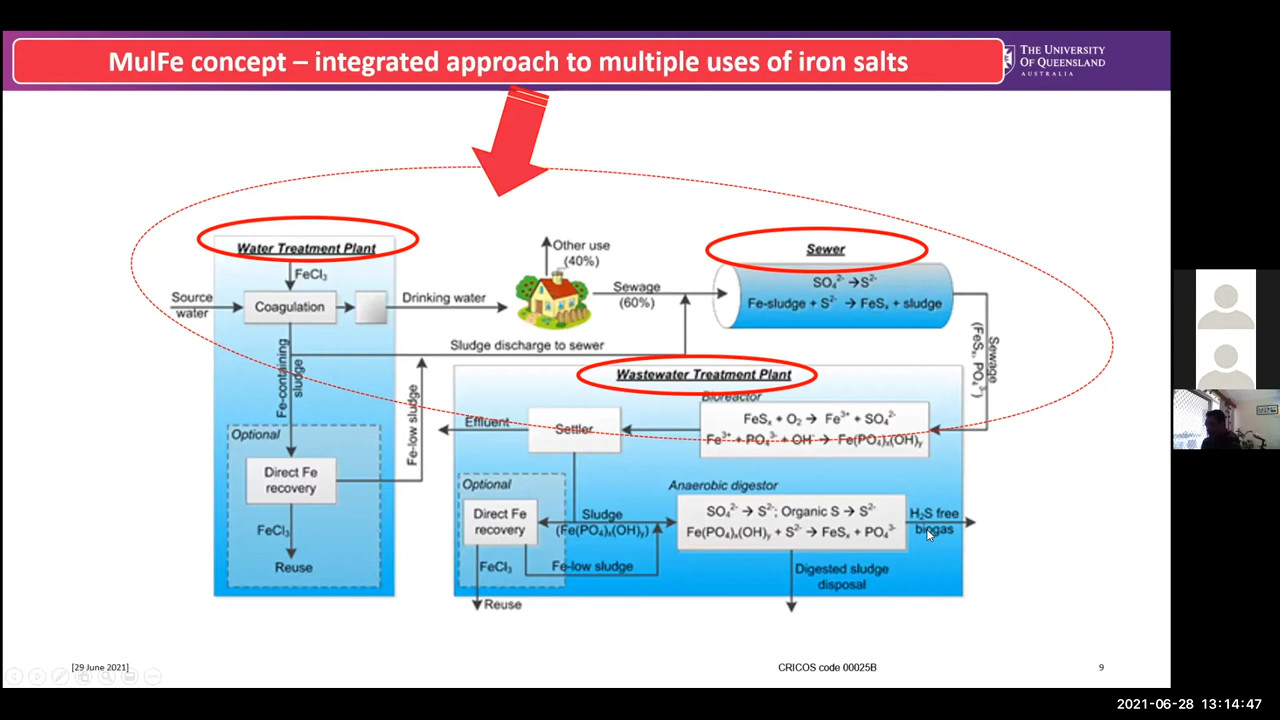 MulFe concept – integrated approach to multiple uses of iron salts
THE UNIVERSITY
OF QUEENSLAND
AUSTRALIA
Water Treatment Plant
FeCl₃
Source
water
Coagulation
Drinking water
Other use
(40%)
Sewage
(60%)
Sewer
SO₄²⁻ → S²⁻
Fe-sludge + S²⁻ → FeSₓ + sludge
Sludge discharge to sewer
Fe-containing
sludge
Fe-low sludge
Sewage
(FeSₓ, PO₄³⁻)
Wastewater Treatment Plant
Bioreactor
FeSₓ + O₂ → Fe³⁺ + SO₄²⁻
Fe³⁺ + PO₄³⁻ + OH⁻ → Fe(PO₄)ₓ(OH)ᵧ
Effluent
Settler
Optional
Direct Fe
recovery
FeCl₃
Reuse
Optional
Direct Fe
recovery
FeCl₃
Reuse
Sludge
(Fe(PO₄)ₓ(OH)ᵧ)
Fe-low sludge
Anaerobic digestor
SO₄²⁻ → S²⁻; Organic S → S²⁻
Fe(PO₄)ₓ(OH)ᵧ + S²⁻ → FeSₓ + PO₄³⁻
H₂S free
biogas
Digested sludge
disposal
[29 June 2021]
CRICOS code 00025B
9
2021-06-28 13:14:47